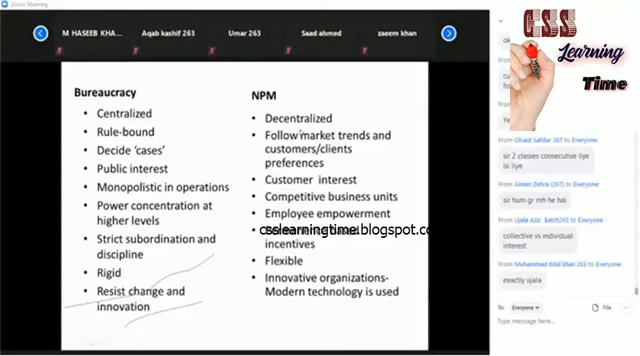 Zoom Meeting
M HASEEB KHA...
Aqab kashif 263
Umar 263
Saad ahmed
zaeem khan
Bureaucracy
• Centralized
• Rule-bound
• Decide 'cases'
• Public interest
• Monopolistic in operations
• Power concentration at
higher levels
• Strict subordination and
discipline
• Rigid
• Resist change and
innovation
NPM
• Decentralized
• Follow market trends and
customers/clients
preferences
• Customer interest
• Competitive business units
• Employee empowerment
csslearningtime.blogspot.co
incentives
• Flexible
• Innovative organizations-
Modern technology is used
CSS
Learning
Time
From Obaid Safdar 267 to Everyone:
sir 2 classes consecutive liye
isi liye
From Aiman Zehra (267) to Everyone:
sir hum gr mh he hai
From Ujala Aziz Batch263 to Everyone:
collective vs individual
interest
From Muhammad Bilal khan 263 to Everyone:
exactly ujala
To: Everyone
File
Type message here...